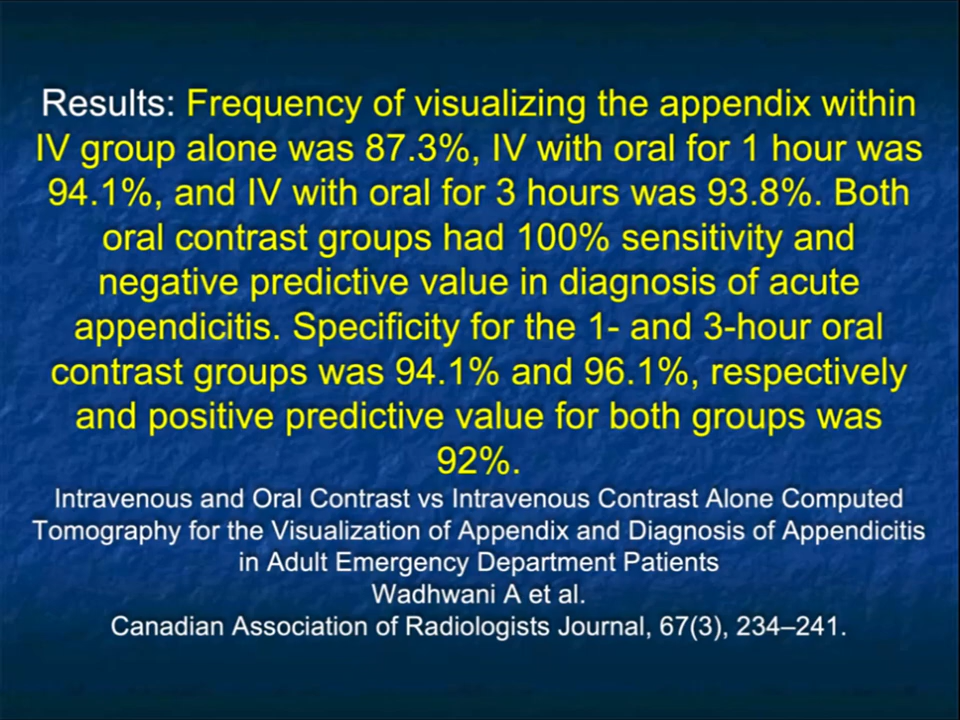 Results: Frequency of visualizing the appendix within
IV group alone was 87.3%, IV with oral for 1 hour was
94.1%, and IV with oral for 3 hours was 93.8%. Both
oral contrast groups had 100% sensitivity and
negative predictive value in diagnosis of acute
appendicitis. Specificity for the 1- and 3-hour oral
contrast groups was 94.1% and 96.1%, respectively
and positive predictive value for both groups was
92%.
Intravenous and Oral Contrast vs Intravenous Contrast Alone Computed
Tomography for the Visualization of Appendix and Diagnosis of Appendicitis
in Adult Emergency Department Patients
Wadhwani A et al.
Canadian Association of Radiologists Journal, 67(3), 234–241.